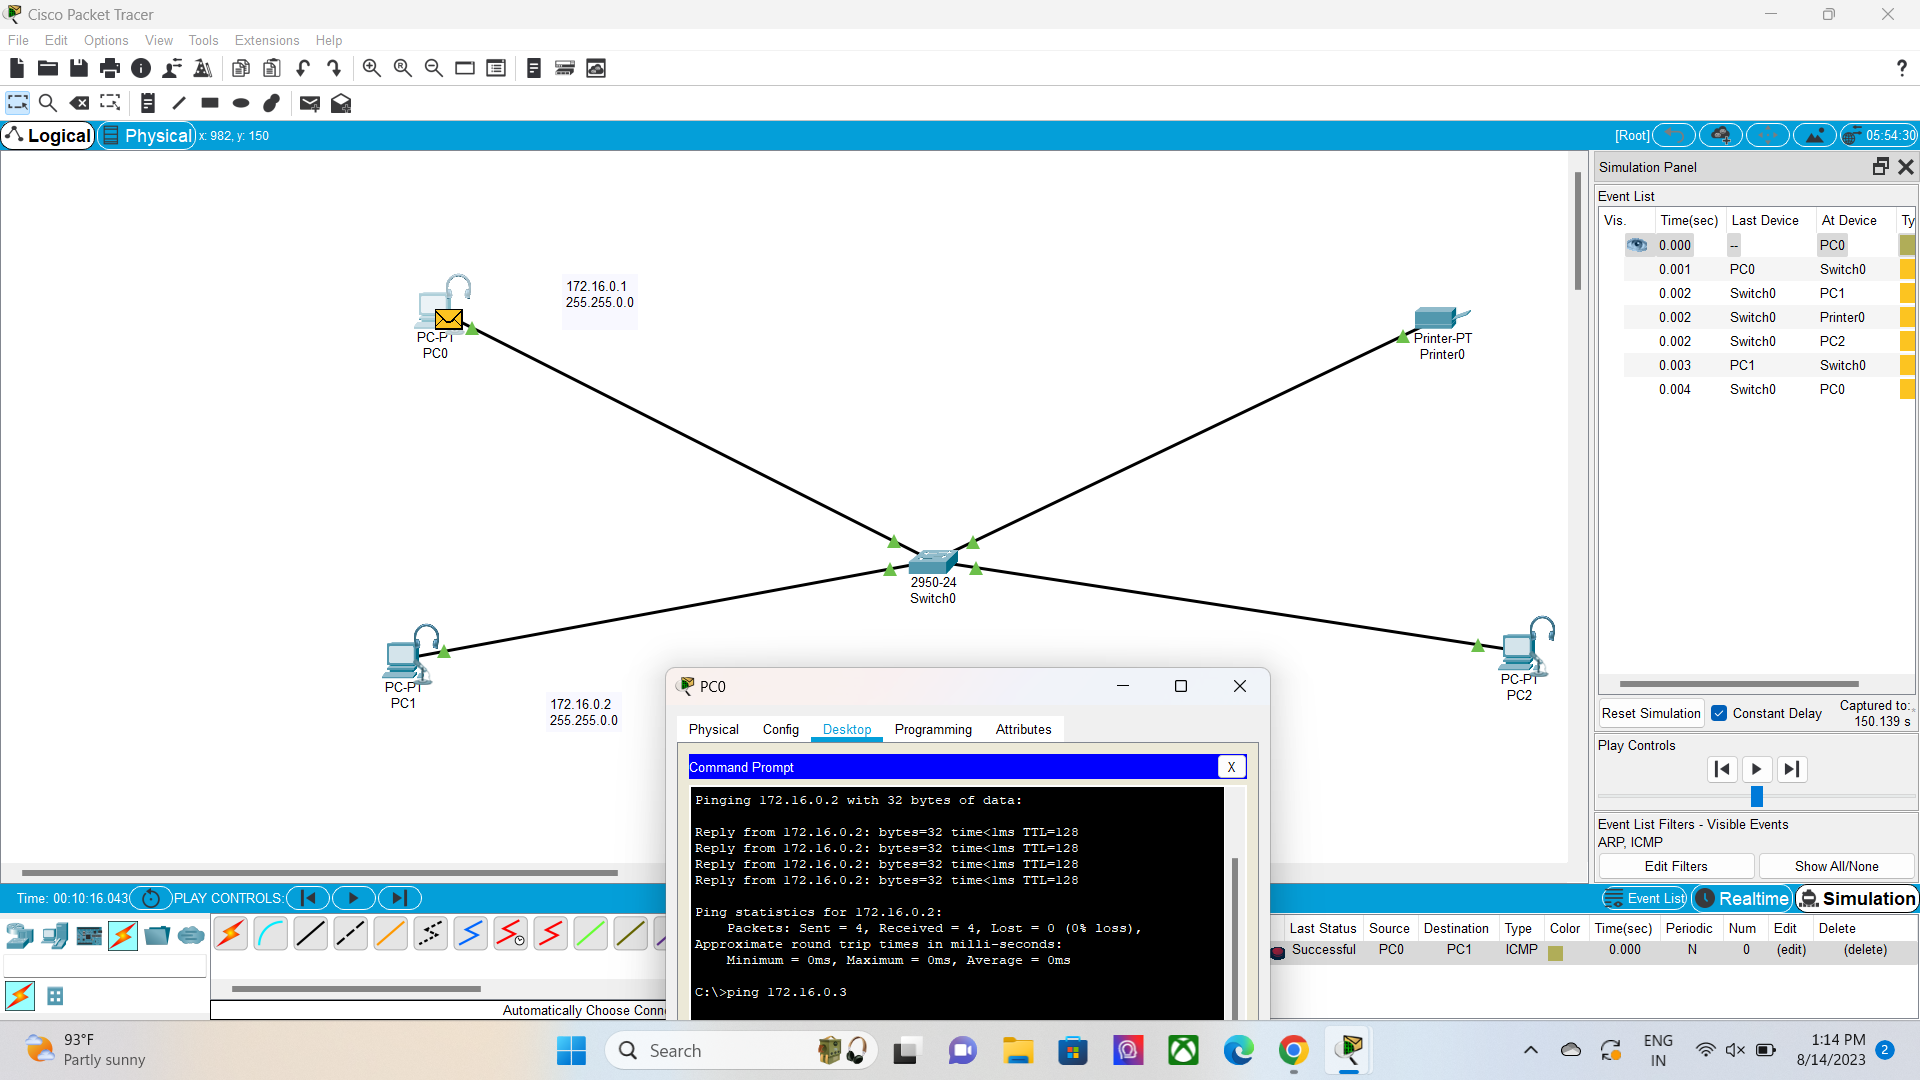 Cisco Packet Tracer
File Edit Options View Tools Extensions Help
?
Logical Physical x: 982, y: 150
[Root] 05:54:30
172.16.0.1
255.255.0.0
PC-PT
PC0
Printer-PT
Printer0
2950-24
Switch0
PC-PT
PC1
172.16.0.2
255.255.0.0
PC-PT
PC2
Simulation Panel
Event List
Vis. Time(sec) Last Device At Device Ty
0.000 -- PC0
0.001 PC0 Switch0
0.002 Switch0 PC1
0.002 Switch0 Printer0
0.002 Switch0 PC2
0.003 PC1 Switch0
0.004 Switch0 PC0
Reset Simulation Constant Delay Captured to:
150.139 s
Play Controls
Event List Filters - Visible Events
ARP, ICMP
Edit Filters Show All/None
PC0
Physical Config Desktop Programming Attributes
Command Prompt X
Pinging 172.16.0.2 with 32 bytes of data:
Reply from 172.16.0.2: bytes=32 time<1ms TTL=128
Reply from 172.16.0.2: bytes=32 time<1ms TTL=128
Reply from 172.16.0.2: bytes=32 time<1ms TTL=128
Reply from 172.16.0.2: bytes=32 time<1ms TTL=128
Ping statistics for 172.16.0.2:
Packets: Sent = 4, Received = 4, Lost = 0 (0% loss),
Approximate round trip times in milli-seconds:
Minimum = 0ms, Maximum = 0ms, Average = 0ms
C:\>ping 172.16.0.3
Time: 00:10:16.043 PLAY CONTROLS:
Event List Realtime Simulation
Last Status Source Destination Type Color Time(sec) Periodic Num Edit Delete
Successful PC0 PC1 ICMP 0.000 N 0 (edit) (delete)
Automatically Choose Conn
93°F
Partly sunny
Search
ENG
IN
1:14 PM
8/14/2023
2